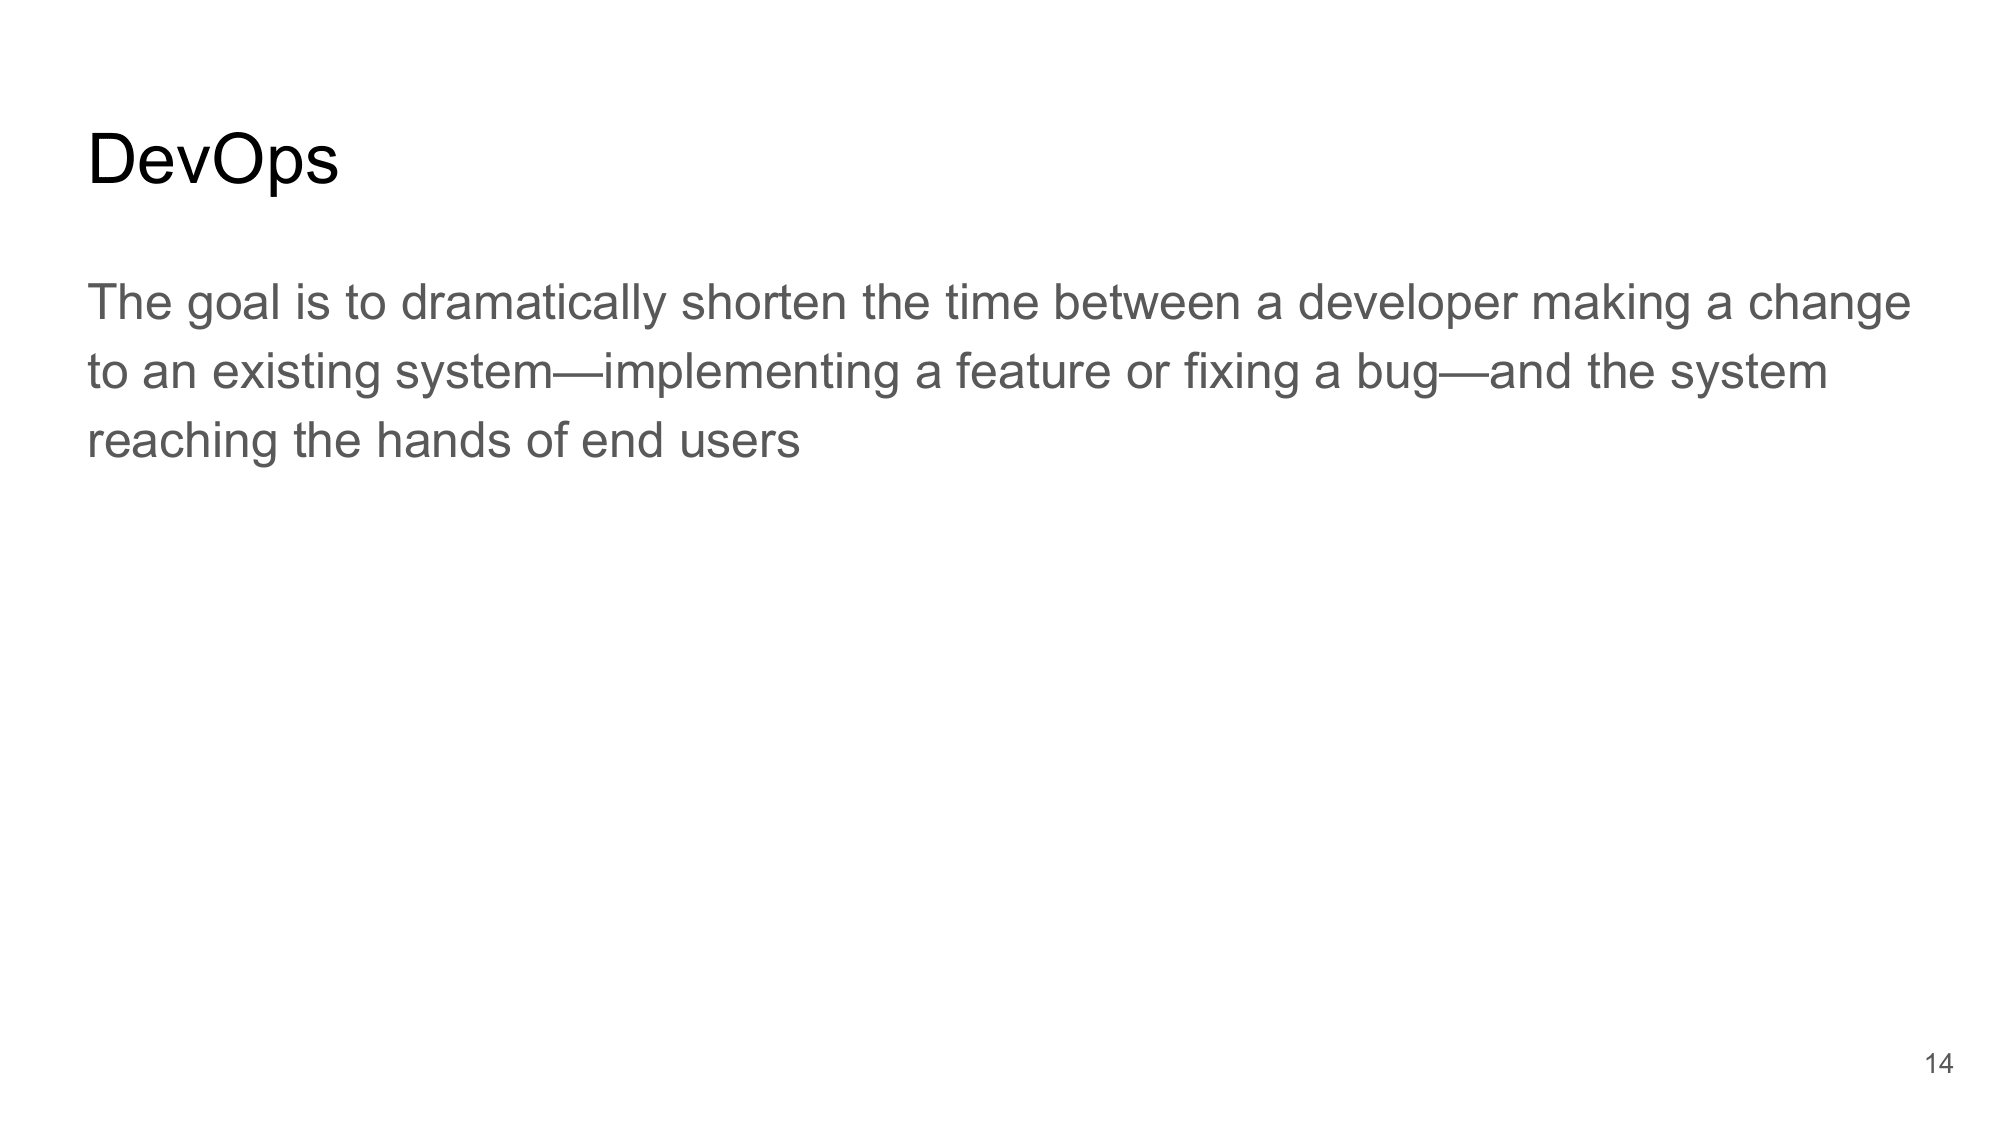 DevOps
The goal is to dramatically shorten the time between a developer making a change
to an existing system—implementing a feature or fixing a bug—and the system
reaching the hands of end users
14